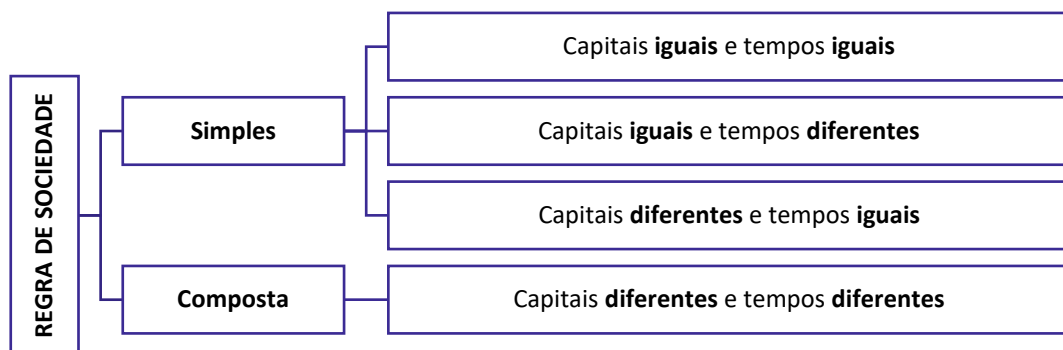 REGRA DE SOCIEDADE
Simples
Capitais iguais e tempos iguais
Capitais iguais e tempos diferentes
Capitais diferentes e tempos iguais
Composta
Capitais diferentes e tempos diferentes